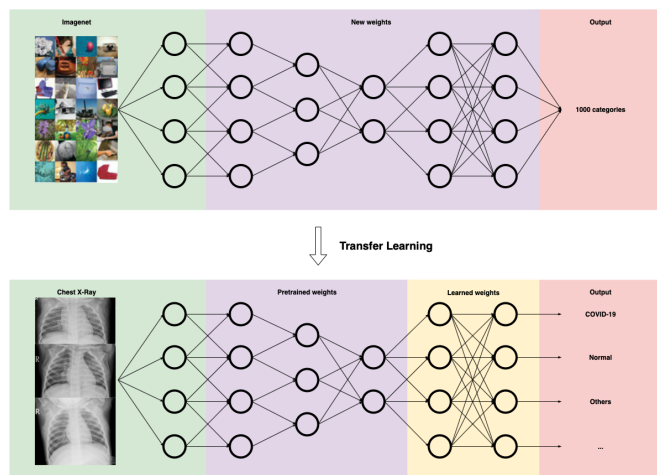 Imagenet
New weights
Output
1000 categories
Transfer Learning
Chest X-Ray
Pretrained weights
Learned weights
Output
COVID-19
R
Normal
Others
R
...